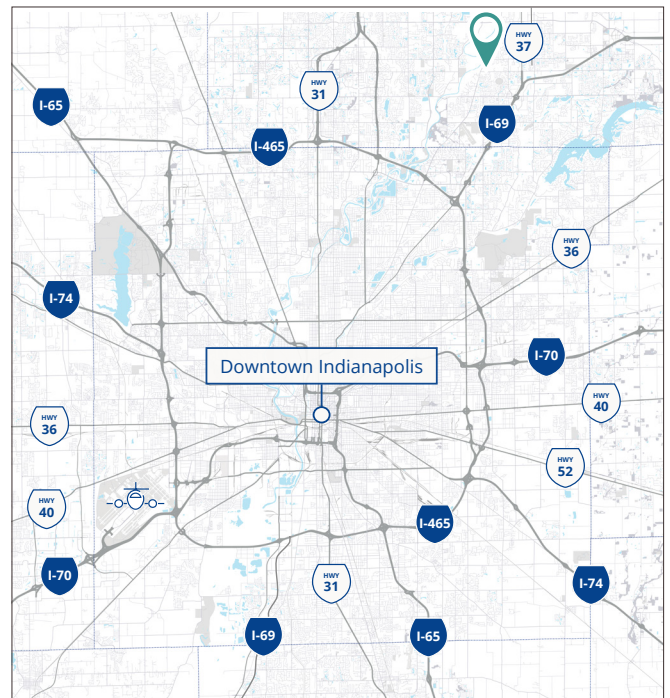 HWY
37
HWY
31
I-65
I-69
I-465
HWY
36
I-74
I-70
Downtown Indianapolis
HWY
40
HWY
36
HWY
52
HWY
40
I-465
I-70
HWY
31
I-74
I-69
I-65